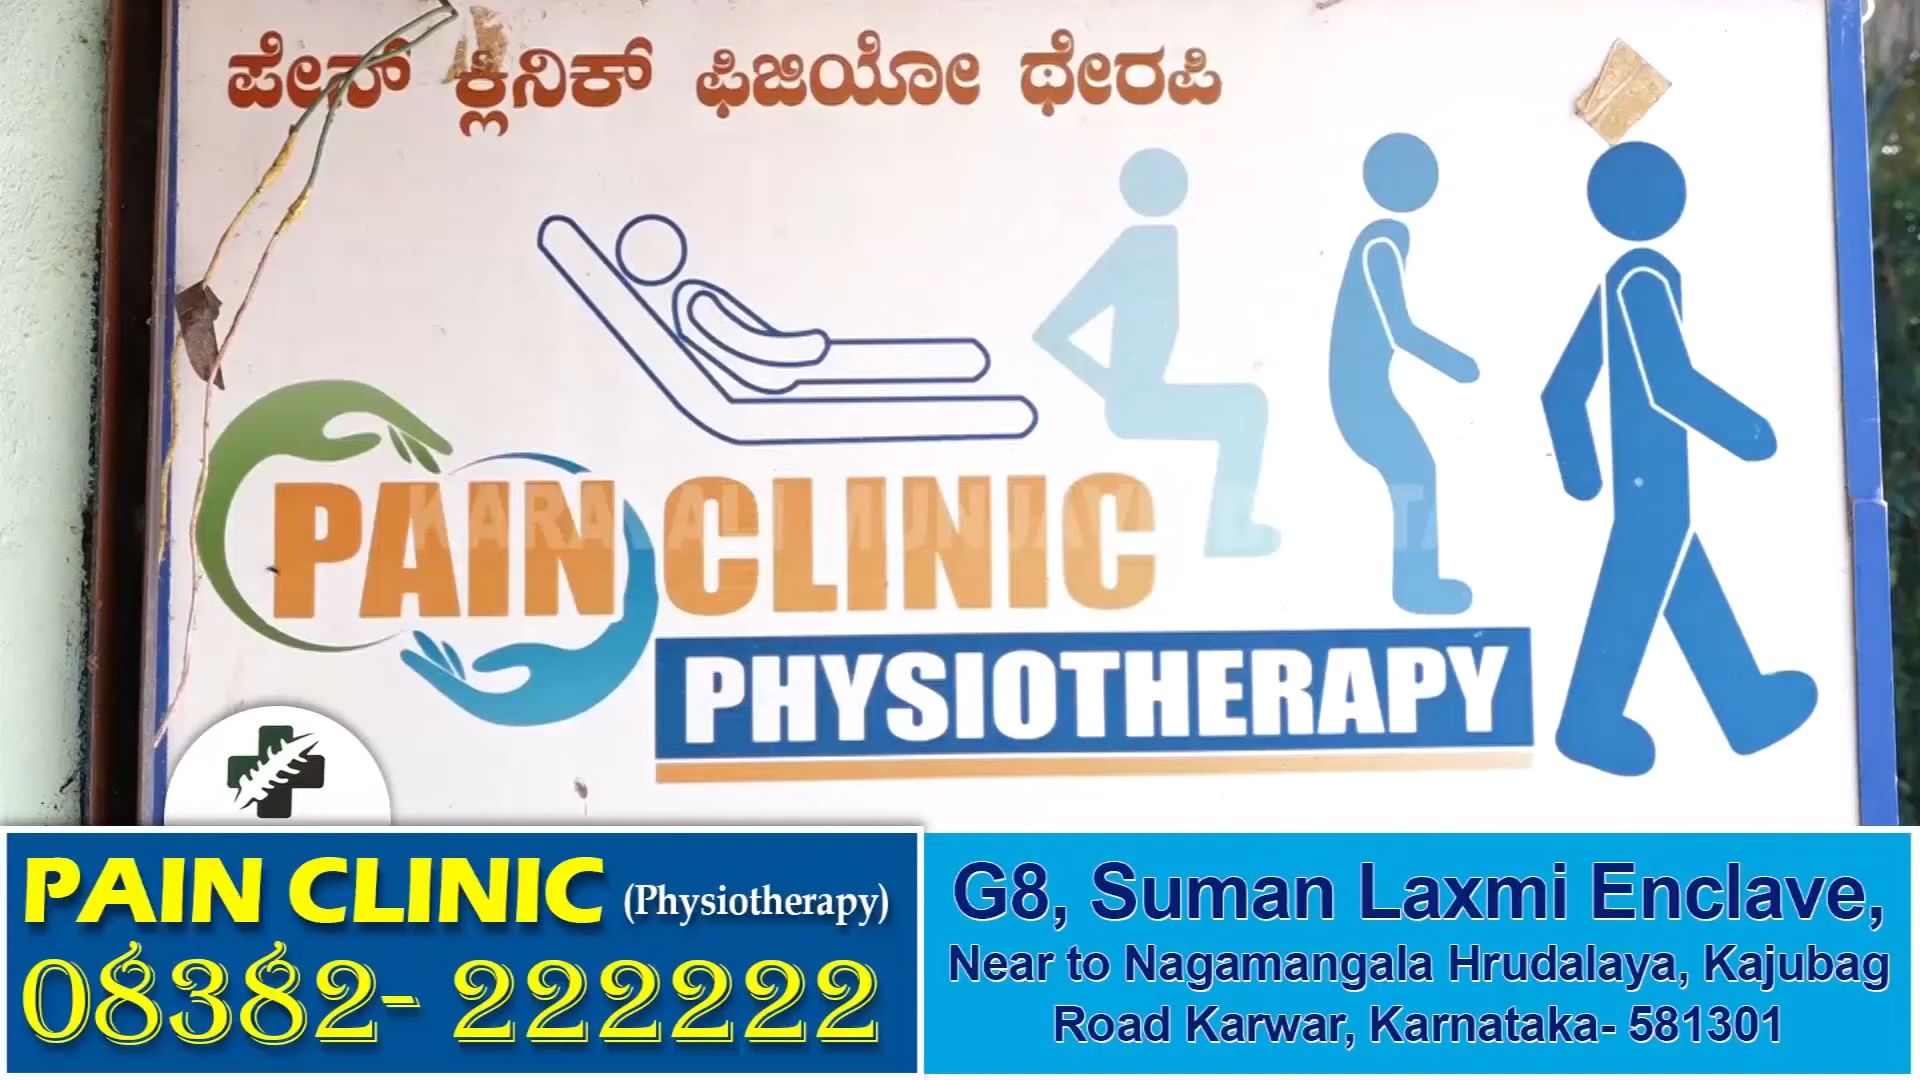 ಪೇನ್ ಕ್ಲಿನಿಕ್ ಫಿಜಿಯೋ ಥೇರಪಿ
PAIN CLINIC
PHYSIOTHERAPY
PAIN CLINIC (Physiotherapy)
08382- 222222
G8, Suman Laxmi Enclave,
Near to Nagamangala Hrudalaya, Kajubag
Road Karwar, Karnataka- 581301